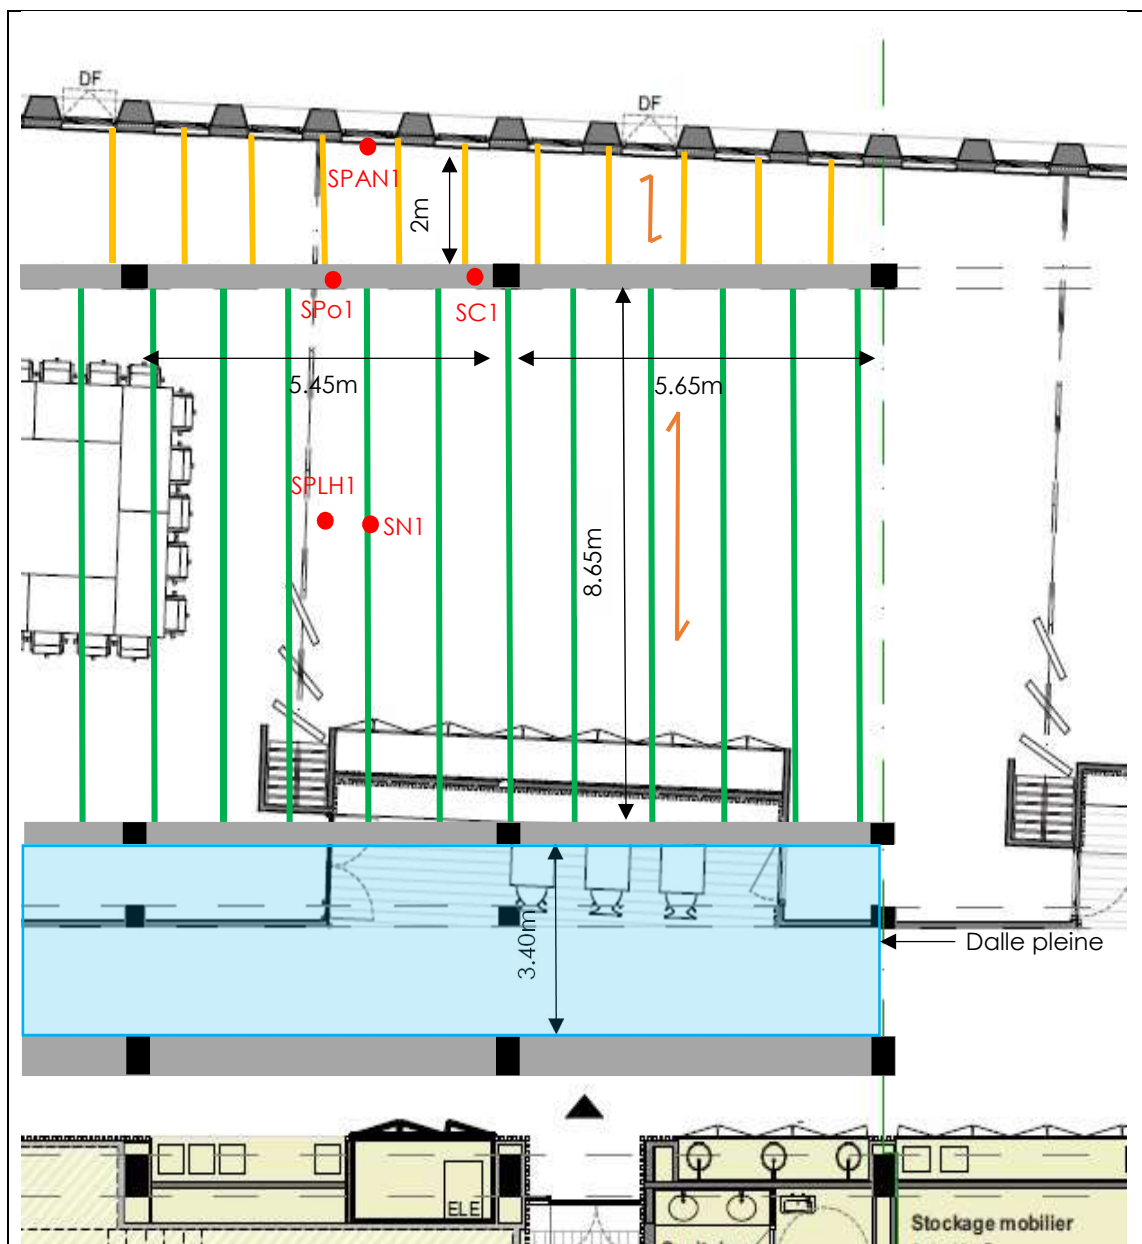 DF
DF
SPAN1
2m
SPo1
SC1
5.45m
5.65m
SPLH1
SN1
8.65m
3.40m
Dalle pleine
ELE
Stockage mobilier